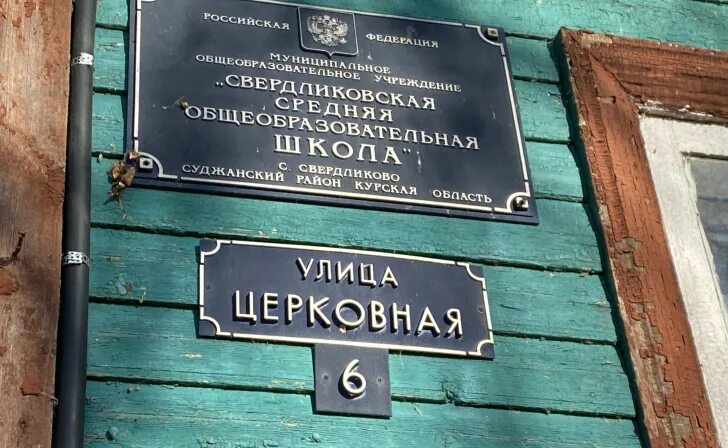 РОССИЙСКАЯ ФЕДЕРАЦИЯ
МУНИЦИПАЛЬНОЕ
ОБЩЕОБРАЗОВАТЕЛЬНОЕ УЧРЕЖДЕНИЕ
„СВЕРДЛИКОВСКАЯ
СРЕДНЯЯ
ОБЩЕОБРАЗОВАТЕЛЬНАЯ
ШКОЛА"
С. СВЕРДЛИКОВО
СУДЖАНСКИЙ РАЙОН КУРСКАЯ ОБЛАСТЬ
УЛИЦА
ЦЕРКОВНАЯ
6